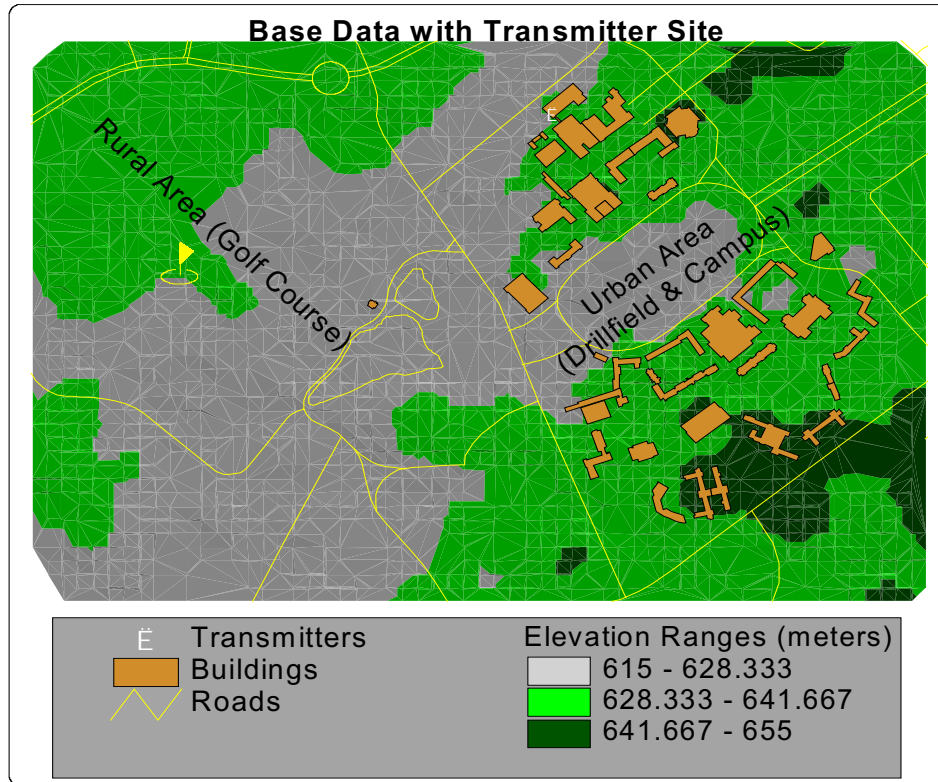 Base Data with Transmitter Site
Ë
Rural Area (Golf Course)
Urban Area
(Drillfield & Campus)
Ë Transmitters
Buildings
Roads
Elevation Ranges (meters)
615 - 628.333
628.333 - 641.667
641.667 - 655